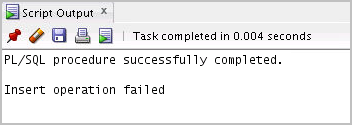 Script Output x
Task completed in 0.004 seconds
PL/SQL procedure successfully completed.
Insert operation failed